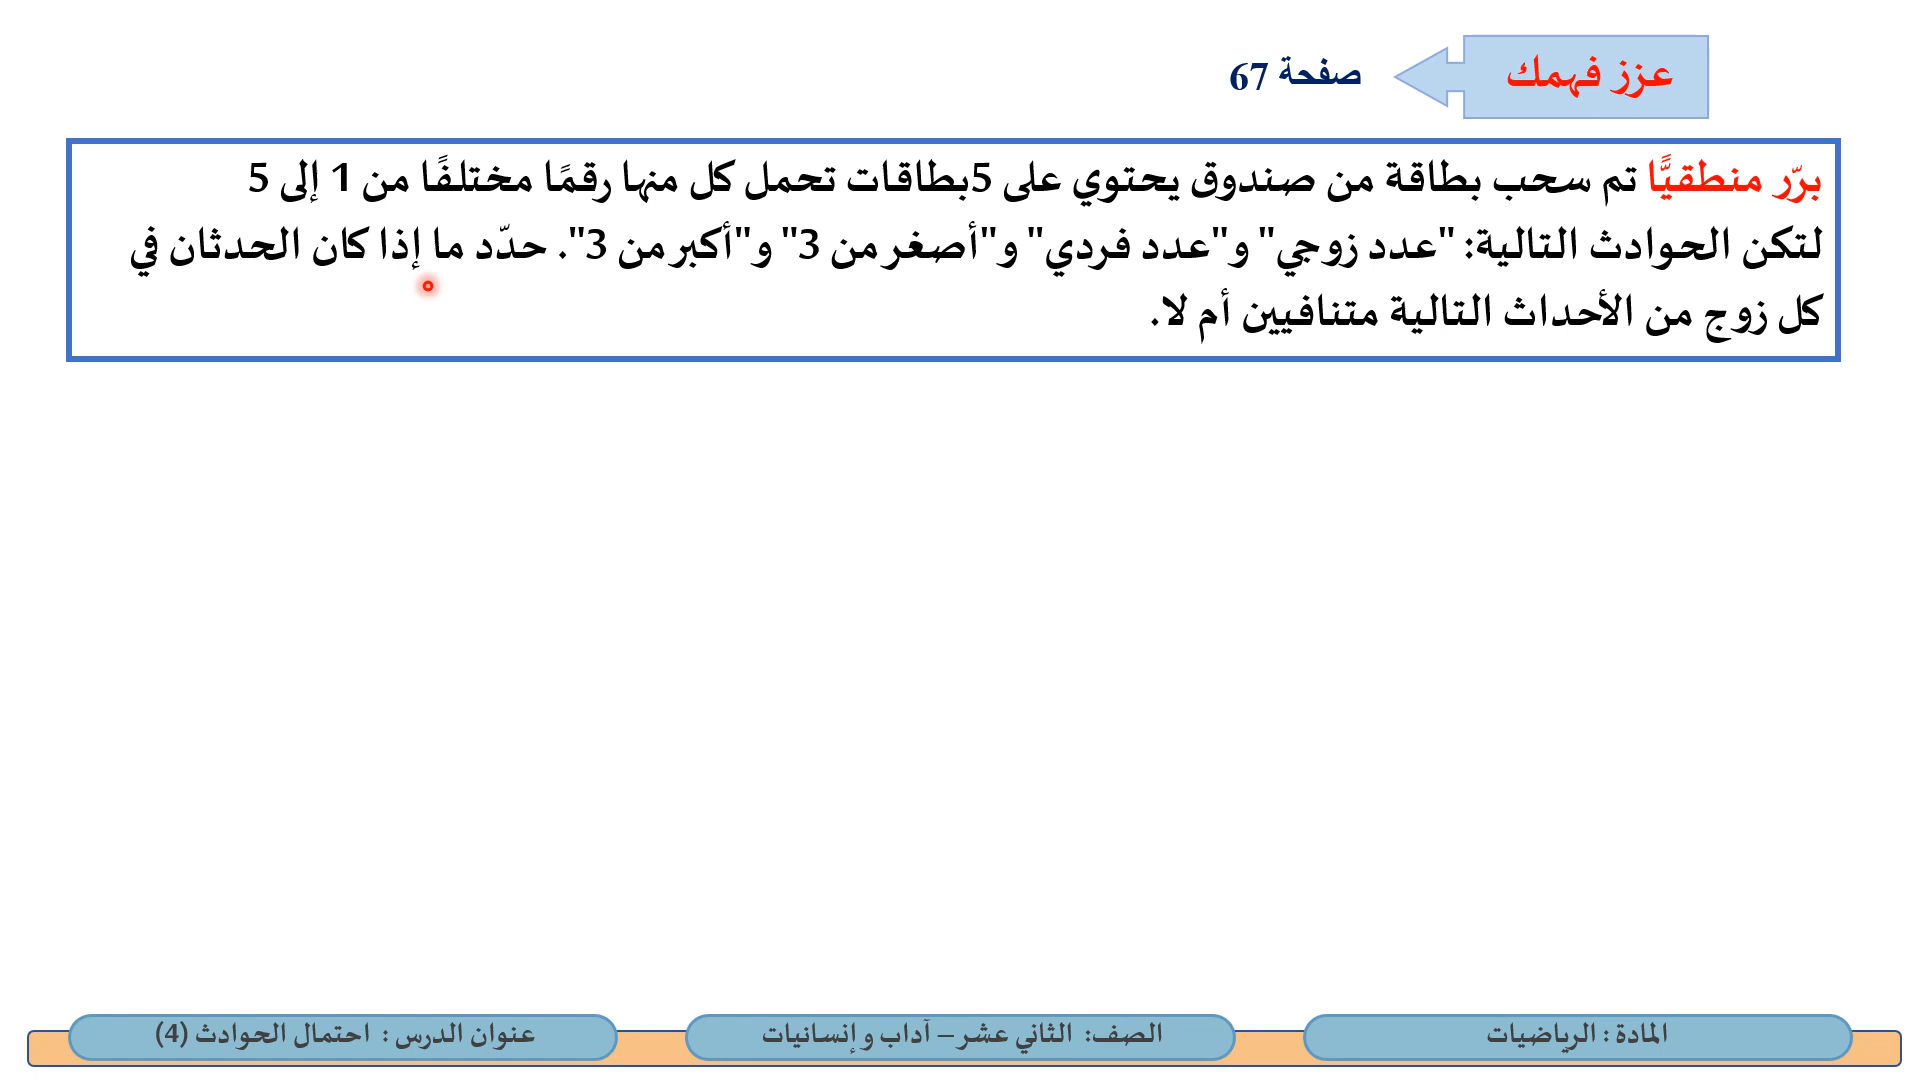 عزز فهمك
صفحة 67
برّر منطقيًّا تم سحب بطاقة من صندوق يحتوي على 5بطاقات تحمل كل منها رقمًا مختلفًا من 1 إلى 5
لتكن الحوادث التالية: "عدد زوجي" و"عدد فردي" و"أصغر من 3" و"أكبر من 3". حدّد ما إذا كان الحدثان في
كل زوج من الأحداث التالية متنافيين أم لا.
المادة : الرياضيات
الصف: الثاني عشر – آداب و إنسانيات
عنوان الدرس : احتمال الحوادث (4)